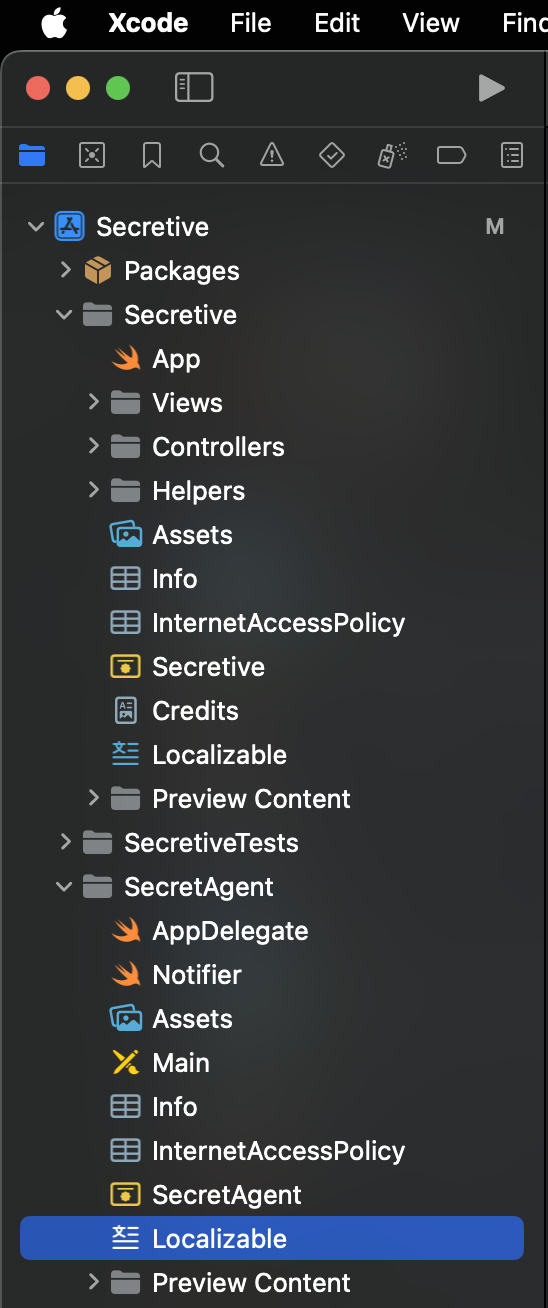 Xcode File Edit View Find
Secretive M
Packages
Secretive
App
Views
Controllers
Helpers
Assets
Info
InternetAccessPolicy
Secretive
Credits
Localizable
Preview Content
SecretiveTests
SecretAgent
AppDelegate
Notifier
Assets
Main
Info
InternetAccessPolicy
SecretAgent
Localizable
Preview Content